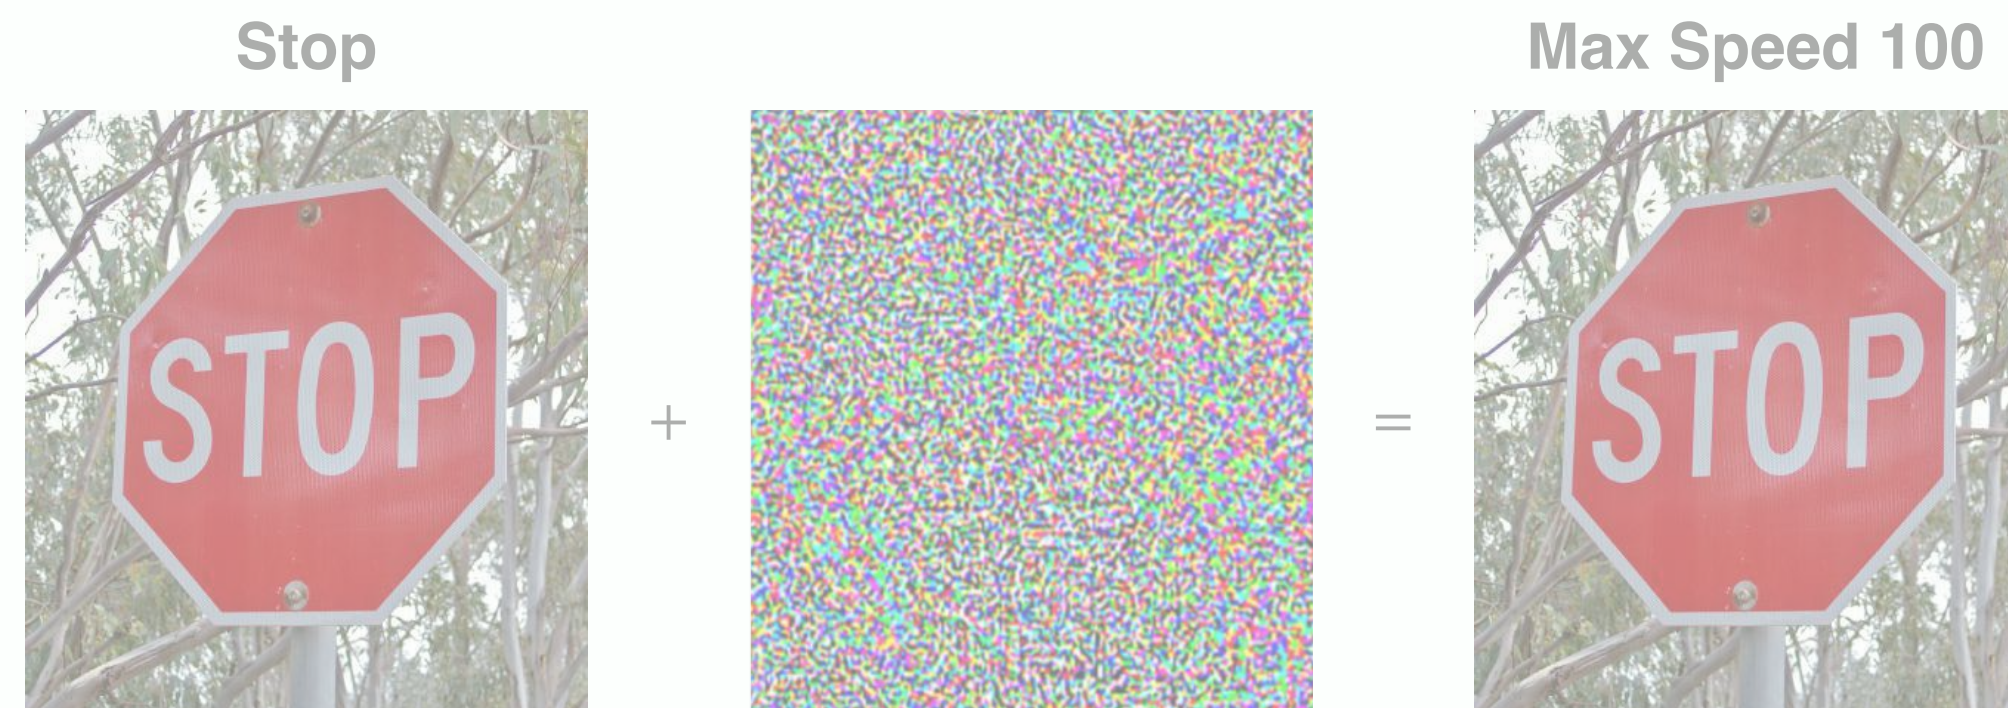 Stop
Max Speed 100
STOP
+
=
STOP